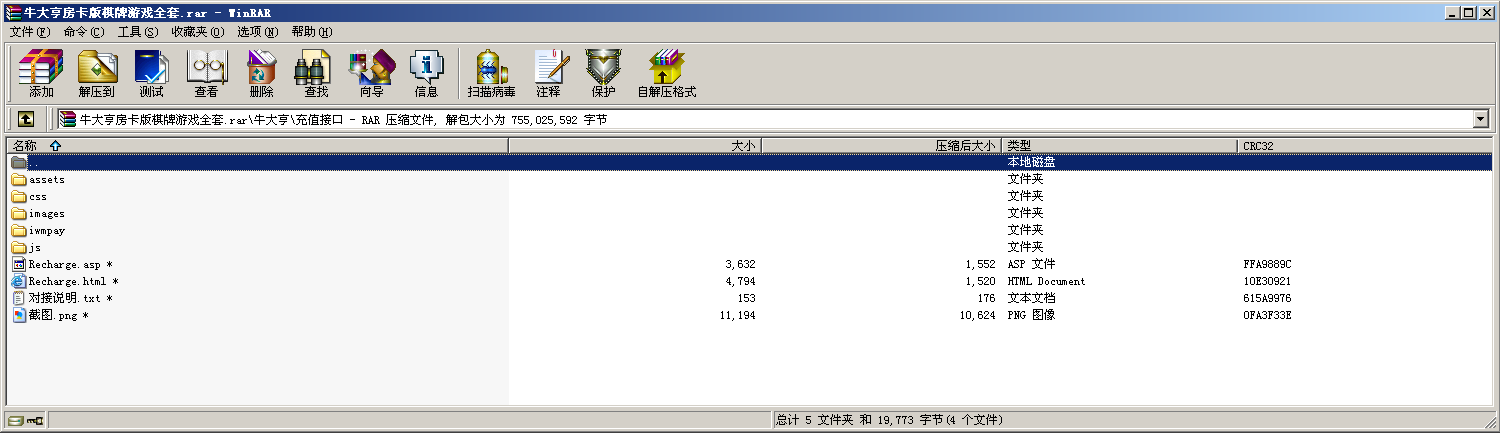 牛大亨房卡版棋牌游戏全套.rar - WinRAR
文件(F) 命令(C) 工具(S) 收藏夹(O) 选项(N) 帮助(H)
添加 解压到 测试 查看 删除 查找 向导 信息 扫描病毒 注释 保护 自解压格式
牛大亨房卡版棋牌游戏全套.rar\牛大亨\充值接口 - RAR 压缩文件, 解包大小为 755,025,592 字节
名称 大小 压缩后大小 类型 CRC32
.. 本地磁盘
assets 文件夹
css 文件夹
images 文件夹
iwmpay 文件夹
js 文件夹
Recharge.asp * 3,632 1,552 ASP 文件 FFA9889C
Recharge.html * 4,794 1,520 HTML Document 10E30921
对接说明.txt * 153 176 文本文档 615A9976
截图.png * 11,194 10,624 PNG 图像 0FA3F33E
总计 5 文件夹 和 19,773 字节(4 个文件)